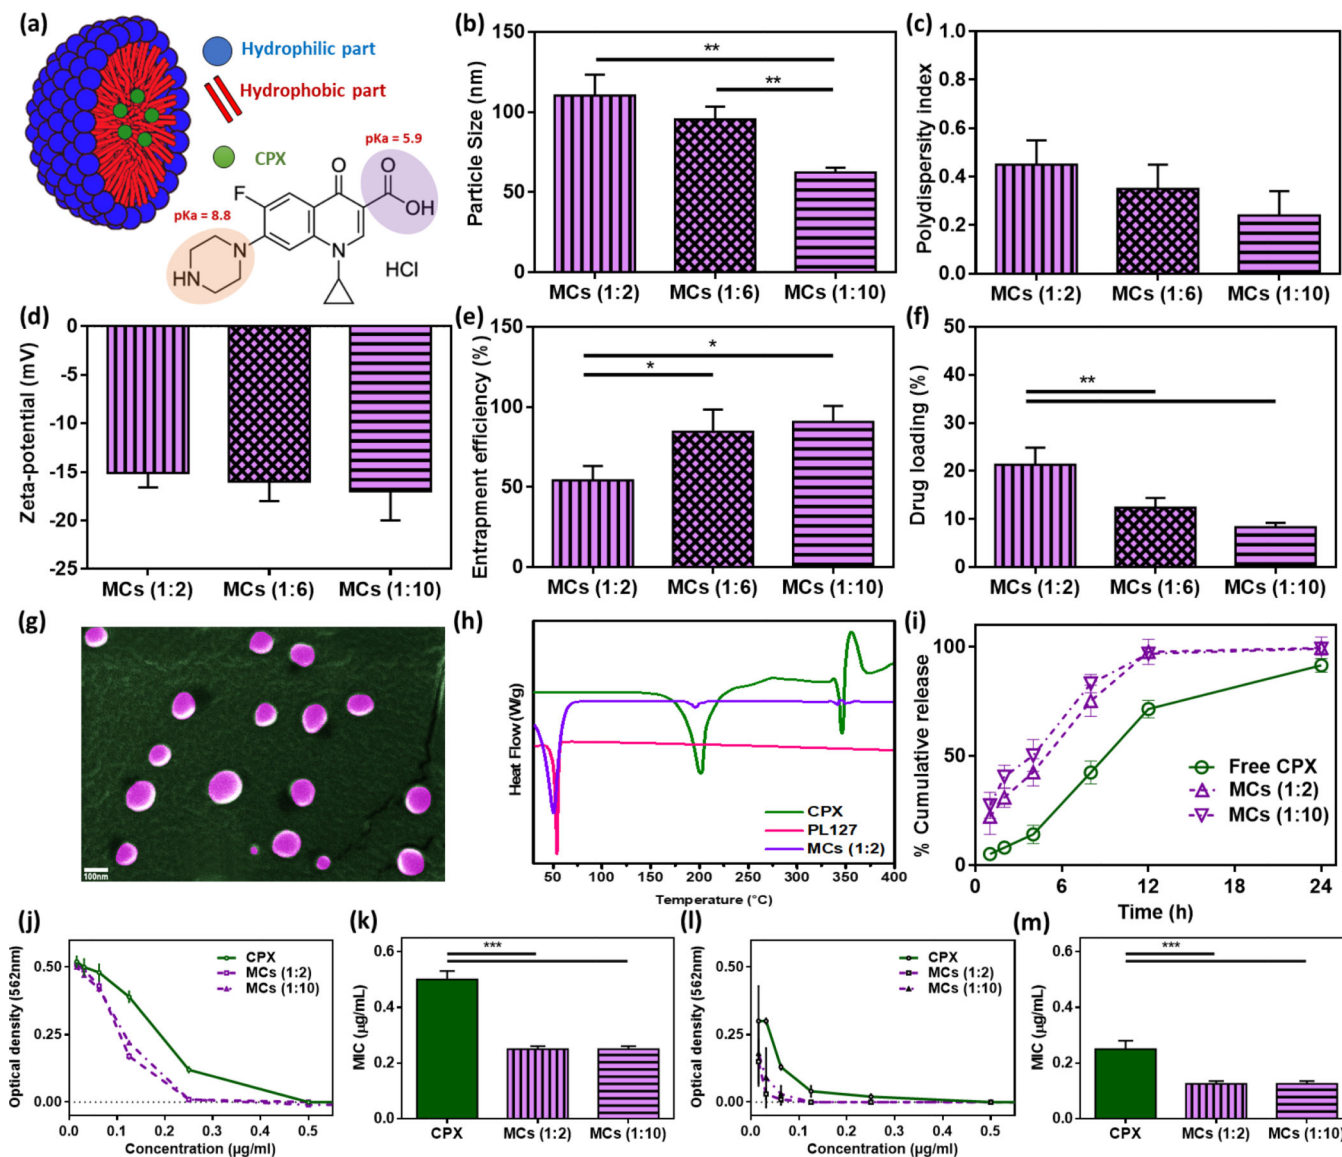 (a)
Hydrophilic part
Hydrophobic part
CPX
pKa = 5.9
O
O
F
OH
pKa = 8.8
N
N
HN
HCl
(b)
Particle Size (nm)
150
100
50
0
**
**
MCs (1:2) MCs (1:6) MCs (1:10)
(c)
Polydispersity index
1.0
0.8
0.6
0.4
0.2
0.0
MCs (1:2) MCs (1:6) MCs (1:10)
(d)
Zeta-potential (mV)
0
-5
-10
-15
-20
-25
MCs (1:2) MCs (1:6) MCs (1:10)
(e)
Entrapment efficiency (%)
150
100
50
0
*
*
MCs (1:2) MCs (1:6) MCs (1:10)
(f)
Drug loading (%)
50
40
30
20
10
0
**
MCs (1:2) MCs (1:6) MCs (1:10)
(g)
100nm
(h)
Heat Flow (W/g)
CPX
PL127
MCs (1:2)
50 100 150 200 250 300 350 400
Temperature (°C)
(i)
% Cumulative release
100
50
0
Free CPX
MCs (1:2)
MCs (1:10)
0 6 12 18 24
Time (h)
(j)
Optical density (562nm)
0.50
0.25
0.00
CPX
MCs (1:2)
MCs (1:10)
0.0 0.1 0.2 0.3 0.4 0.5
Concentration (µg/ml)
(k)
MIC (µg/mL)
0.6
0.4
0.2
0.0
***
CPX MCs (1:2) MCs (1:10)
(l)
Optical density (562nm)
0.50
0.25
0.00
CPX
MCs (1:2)
MCs (1:10)
0.0 0.1 0.2 0.3 0.4 0.5
Concentration (µg/ml)
(m)
MIC (µg/mL)
0.6
0.4
0.2
0.0
***
CPX MCs (1:2) MCs (1:10)